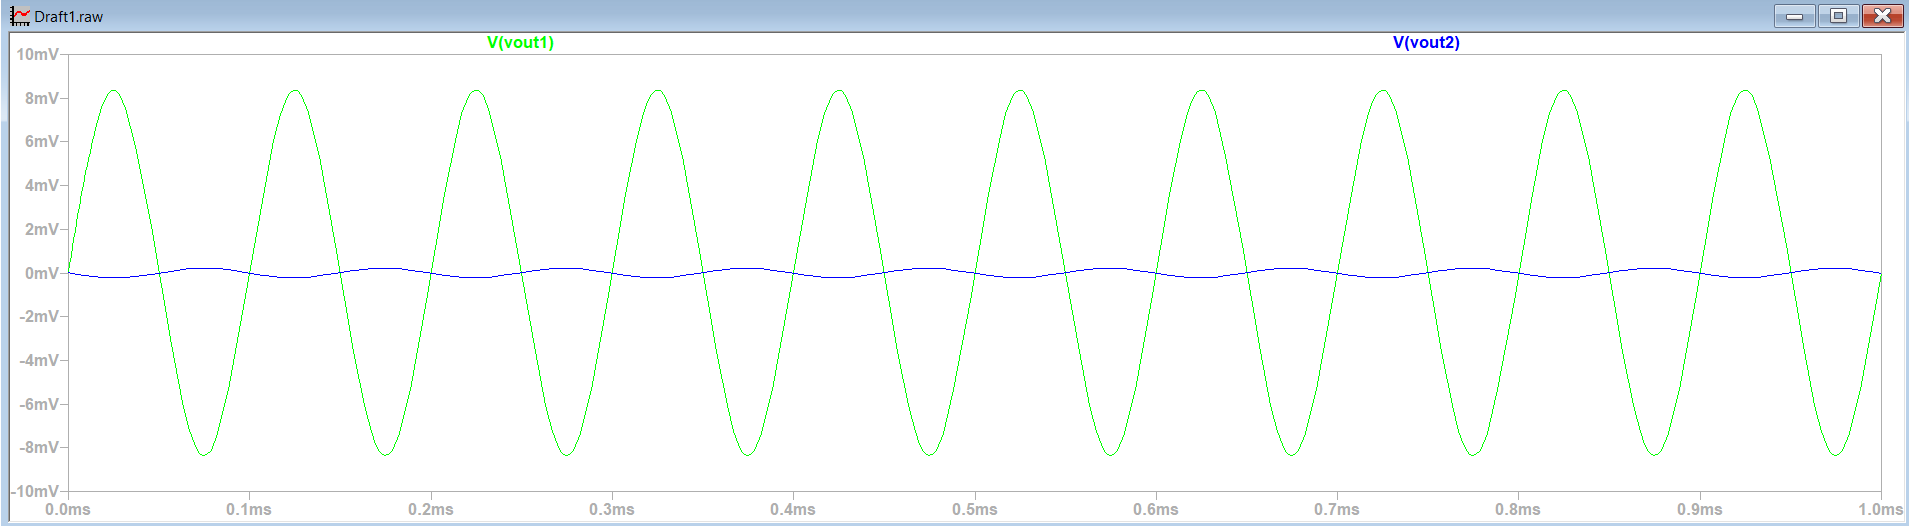 Draft1.raw
V(vout1) V(vout2)
10mV
8mV
6mV
4mV
2mV
0mV
-2mV
-4mV
-6mV
-8mV
-10mV
0.0ms 0.1ms 0.2ms 0.3ms 0.4ms 0.5ms 0.6ms 0.7ms 0.8ms 0.9ms 1.0ms